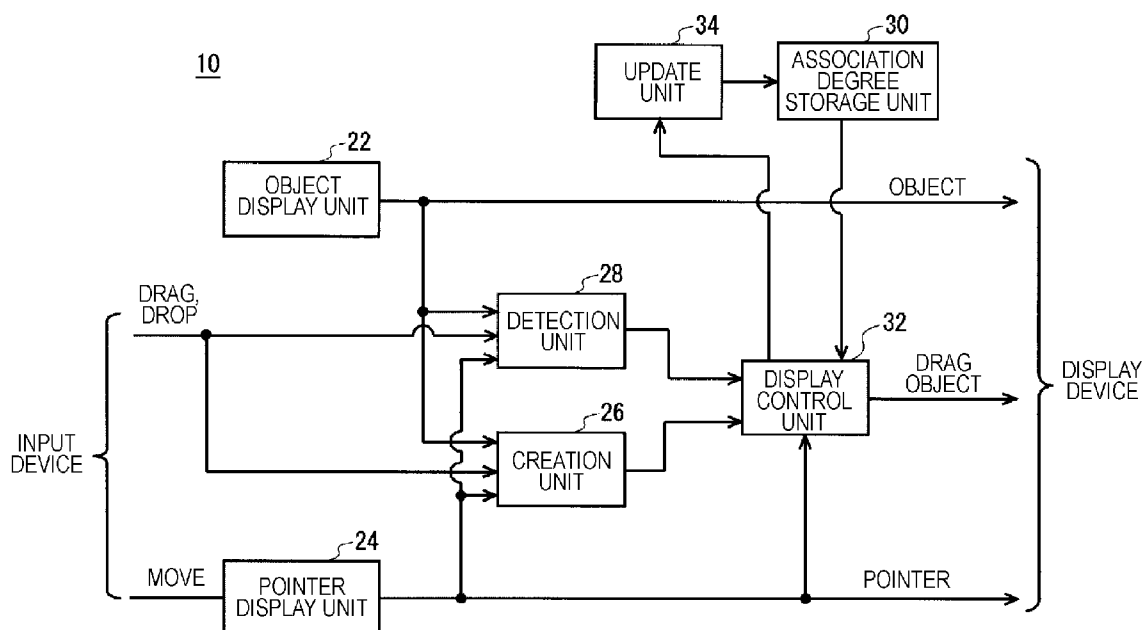 10
34
UPDATE
UNIT
30
ASSOCIATION
DEGREE
STORAGE UNIT
22
OBJECT
DISPLAY UNIT
OBJECT
DRAG,
DROP
28
DETECTION
UNIT
32
DISPLAY
CONTROL
UNIT
DRAG
OBJECT
DISPLAY
DEVICE
INPUT
DEVICE
26
CREATION
UNIT
MOVE
24
POINTER
DISPLAY UNIT
POINTER